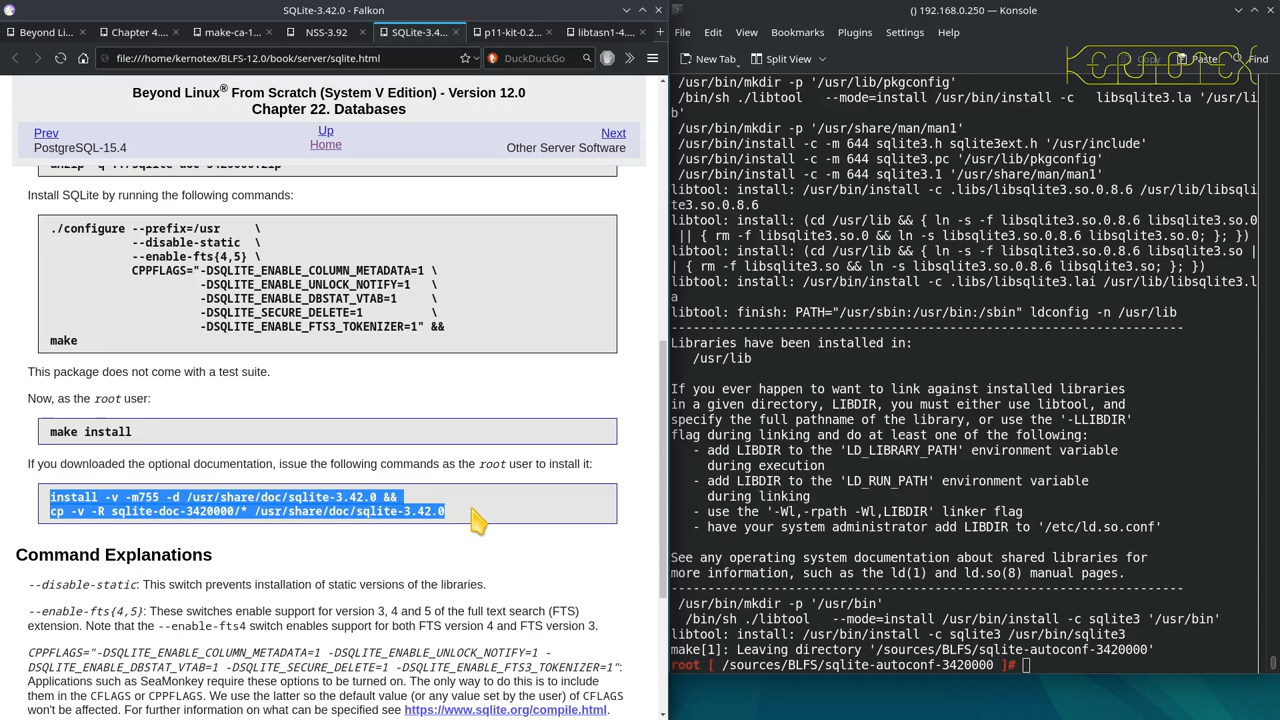 SQLite-3.42.0 - Falkon
Beyond Li...
Chapter 4....
make-ca-1...
NSS-3.92
SQLite-3.4...
p11-kit-0.2...
libtasn1-4....
file:///home/kernotex/BLFS-12.0/book/server/sqlite.html
DuckDuckGo
Beyond Linux® From Scratch (System V Edition) - Version 12.0
Chapter 22. Databases
Prev
Up
Next
PostgreSQL-15.4
Home
Other Server Software
Install SQLite by running the following commands:
./configure --prefix=/usr     \
--disable-static  \
--enable-fts{4,5} \
CPPFLAGS="-DSQLITE_ENABLE_COLUMN_METADATA=1 \
-DSQLITE_ENABLE_UNLOCK_NOTIFY=1   \
-DSQLITE_ENABLE_DBSTAT_VTAB=1     \
-DSQLITE_SECURE_DELETE=1          \
-DSQLITE_ENABLE_FTS3_TOKENIZER=1" &&
make
This package does not come with a test suite.
Now, as the root user:
make install
If you downloaded the optional documentation, issue the following commands as the root user to install it:
install -v -m755 -d /usr/share/doc/sqlite-3.42.0 &&
cp -v -R sqlite-doc-3420000/* /usr/share/doc/sqlite-3.42.0
Command Explanations
--disable-static: This switch prevents installation of static versions of the libraries.
--enable-fts{4,5}: These switches enable support for version 3, 4 and 5 of the full text search (FTS)
extension. Note that the --enable-fts4 switch enables support for both FTS version 4 and FTS version 3.
CPPFLAGS="-DSQLITE_ENABLE_COLUMN_METADATA=1 -DSQLITE_ENABLE_UNLOCK_NOTIFY=1 -
DSQLITE_ENABLE_DBSTAT_VTAB=1 -DSQLITE_SECURE_DELETE=1 -DSQLITE_ENABLE_FTS3_TOKENIZER=1":
Applications such as SeaMonkey require these options to be turned on. The only way to do this is to include
them in the CFLAGS or CPPFLAGS. We use the latter so the default value (or any value set by the user) of CFLAGS
won't be affected. For further information on what can be specified see https://www.sqlite.org/compile.html.
() 192.168.0.250 — Konsole
File Edit View Bookmarks Plugins Settings Help
New Tab Split View Copy Paste Find
KERNOTEX
/usr/bin/mkdir -p '/usr/lib/pkgconfig'
/bin/sh ./libtool   --mode=install /usr/bin/install -c   libsqlite3.la '/usr/li
b'
/usr/bin/mkdir -p '/usr/share/man/man1'
/usr/bin/install -c -m 644 sqlite3.h sqlite3ext.h '/usr/include'
/usr/bin/install -c -m 644 sqlite3.pc '/usr/lib/pkgconfig'
/usr/bin/install -c -m 644 sqlite3.1 '/usr/share/man/man1'
libtool: install: /usr/bin/install -c .libs/libsqlite3.so.0.8.6 /usr/lib/libsqli
te3.so.0.8.6
libtool: install: (cd /usr/lib && { ln -s -f libsqlite3.so.0.8.6 libsqlite3.so.0
|| { rm -f libsqlite3.so.0 && ln -s libsqlite3.so.0.8.6 libsqlite3.so.0; }; })
libtool: install: (cd /usr/lib && { ln -s -f libsqlite3.so.0.8.6 libsqlite3.so |
| { rm -f libsqlite3.so && ln -s libsqlite3.so.0.8.6 libsqlite3.so; }; })
libtool: install: /usr/bin/install -c .libs/libsqlite3.lai /usr/lib/libsqlite3.l
a
libtool: finish: PATH="/usr/sbin:/usr/bin:/sbin" ldconfig -n /usr/lib
----------------------------------------------------------------------
Libraries have been installed in:
/usr/lib
If you ever happen to want to link against installed libraries
in a given directory, LIBDIR, you must either use libtool, and
specify the full pathname of the library, or use the '-LLIBDIR'
flag during linking and do at least one of the following:
- add LIBDIR to the 'LD_LIBRARY_PATH' environment variable
during execution
- add LIBDIR to the 'LD_RUN_PATH' environment variable
during linking
- use the '-Wl,-rpath -Wl,LIBDIR' linker flag
- have your system administrator add LIBDIR to '/etc/ld.so.conf'
See any operating system documentation about shared libraries for
more information, such as the ld(1) and ld.so(8) manual pages.
----------------------------------------------------------------------
/usr/bin/mkdir -p '/usr/bin'
/bin/sh ./libtool   --mode=install /usr/bin/install -c sqlite3 '/usr/bin'
libtool: install: /usr/bin/install -c sqlite3 /usr/bin/sqlite3
make[1]: Leaving directory '/sources/BLFS/sqlite-autoconf-3420000'
root [ /sources/BLFS/sqlite-autoconf-3420000 ]#